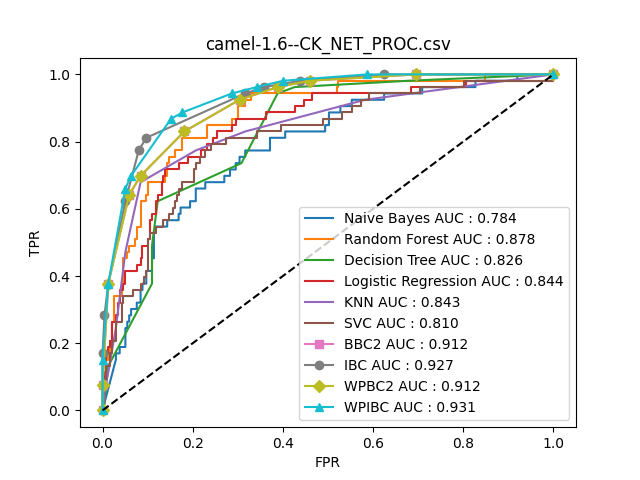 camel-1.6--CK_NET_PROC.csv
1.0
0.8
0.6
0.4
0.2
0.0
TPR
Naive Bayes AUC : 0.784
Random Forest AUC : 0.878
Decision Tree AUC : 0.826
Logistic Regression AUC : 0.844
KNN AUC : 0.843
SVC AUC : 0.810
BBC2 AUC : 0.912
IBC AUC : 0.927
WPBC2 AUC : 0.912
WPIBC AUC : 0.931
0.0 0.2 0.4 0.6 0.8 1.0
FPR